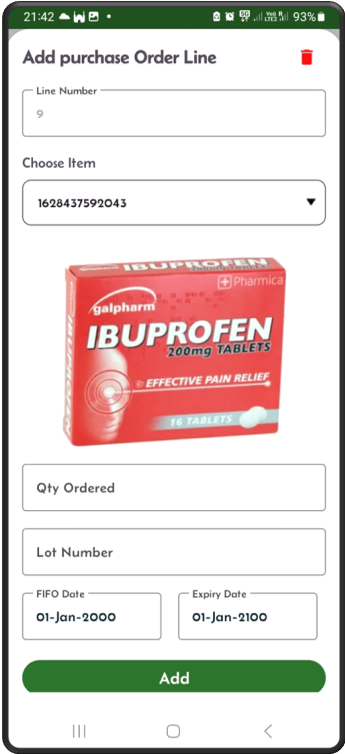 21:42 93%
Add purchase Order Line
Line Number
9
Choose Item
1628437592043
IBUPROFEN
Pharmica
galpharm
IBUPROFEN
200mg TABLETS
EFFECTIVE PAIN RELIEF
16 TABLETS
Qty Ordered
Lot Number
FIFO Date Expiry Date
01-Jan-2000 01-Jan-2100
Add